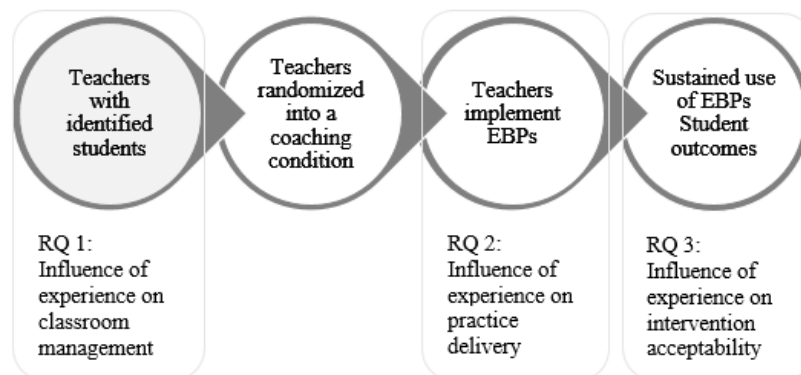 Teachers
with
identified
students
Teachers
randomized
into a
coaching
condition
Teachers
implement
EBPs
Sustained use
of EBPs
Student
outcomes
RQ 1:
Influence of
experience on
classroom
management
RQ 2:
Influence of
experience on
practice
delivery
RQ 3:
Influence of
experience on
intervention
acceptability